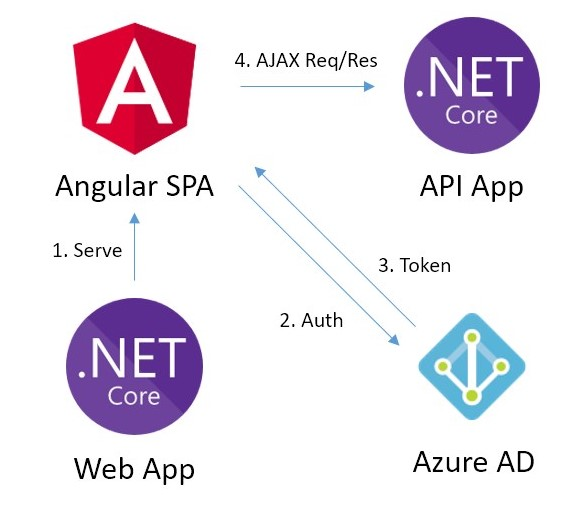 A
4. AJAX Req/Res
.NET
Core
Angular SPA
API App
1. Serve
3. Token
2. Auth
.NET
Core
Web App
Azure AD